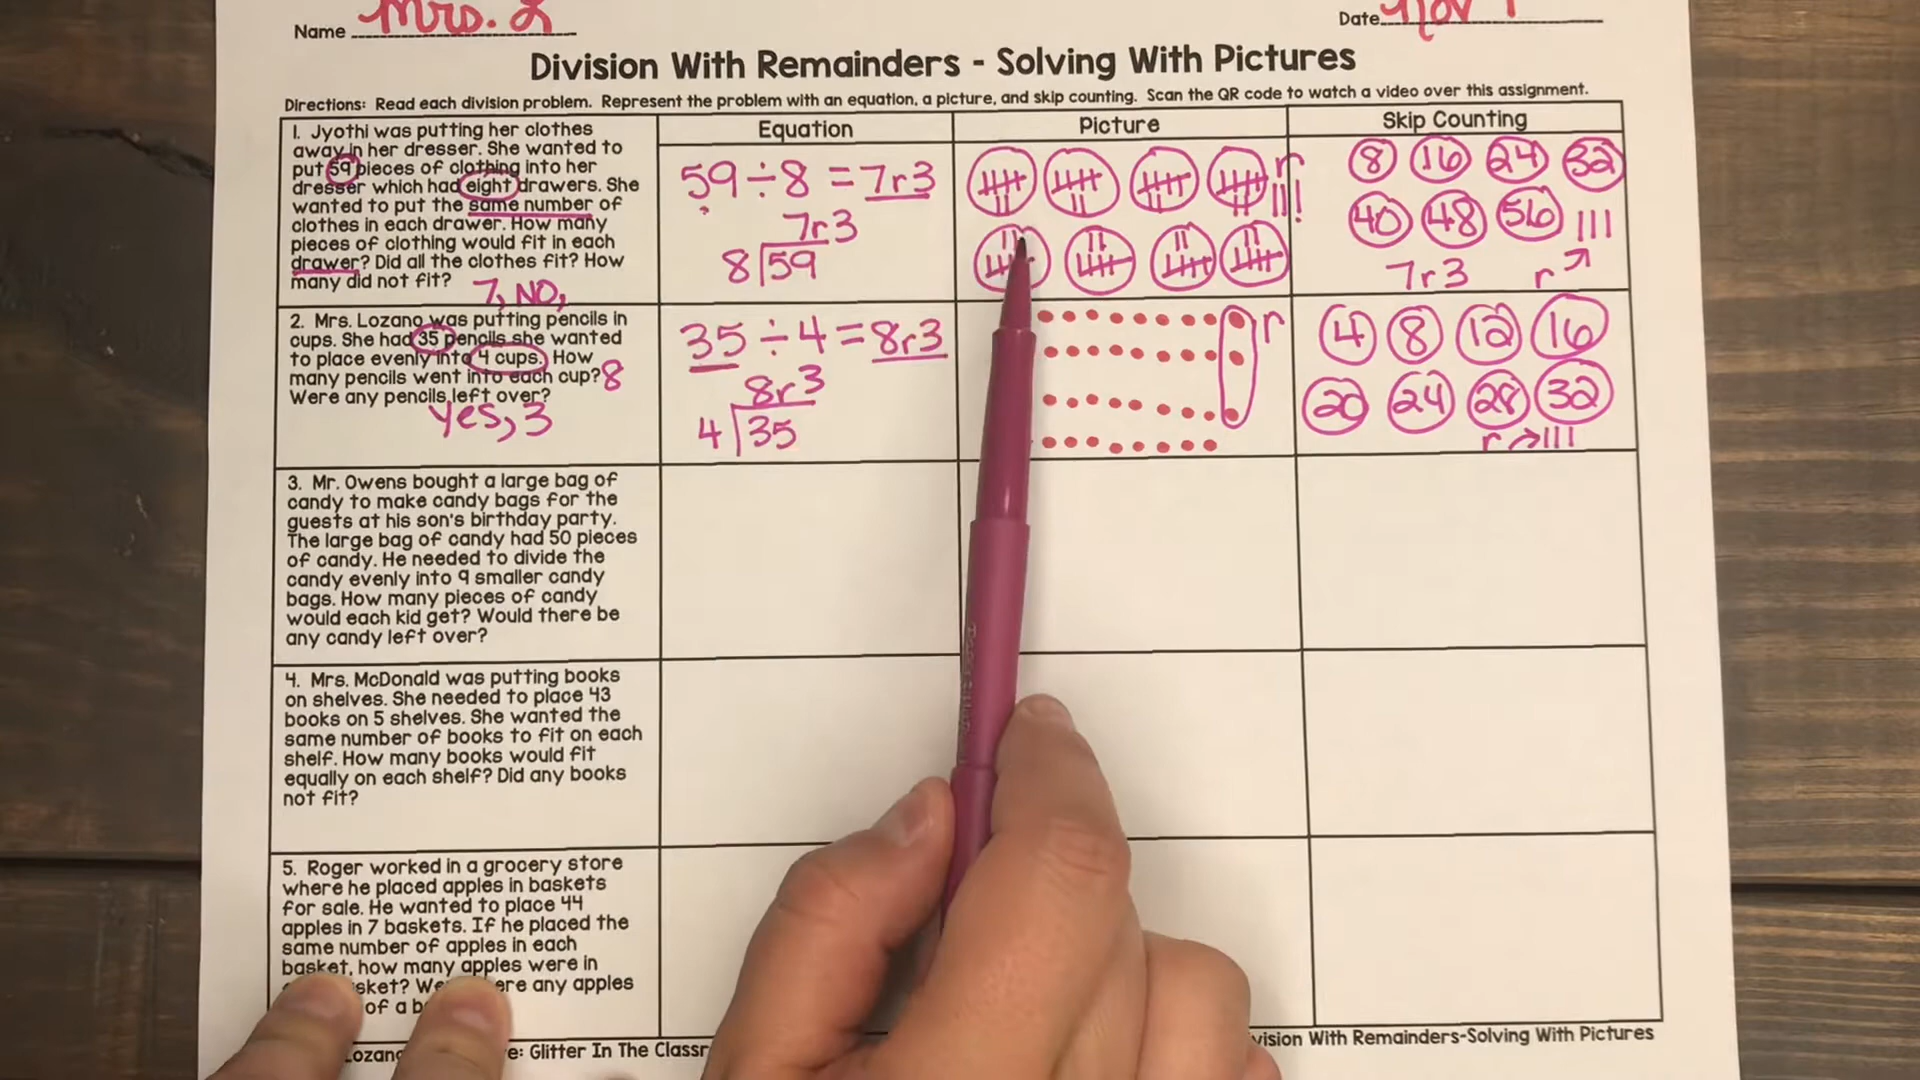 Name Mrs. L
Date Nov 1
Division With Remainders - Solving With Pictures
Directions: Read each division problem. Represent the problem with an equation, a picture, and skip counting. Scan the QR code to watch a video over this assignment.
1. Jyothi was putting her clothes
away in her dresser. She wanted to
put 59 pieces of clothing into her
dresser which had eight drawers. She
wanted to put the same number of
clothes in each drawer. How many
pieces of clothing would fit in each
drawer? Did all the clothes fit? How
many did not fit?
7, NO,
Equation
59 ÷ 8 = 7r3
7r3
8 59
Picture
r
Skip Counting
8 16 24 32
40 48 56 III
7r3 r
2. Mrs. Lozano was putting pencils in
cups. She had 35 pencils she wanted
to place evenly into 4 cups. How
many pencils went into each cup? 8
Were any pencils left over?
Yes, 3
35 ÷ 4 = 8r3
8r3
4 35
r
4 8 12 16
20 24 28 32
r → III
3. Mr. Owens bought a large bag of
candy to make candy bags for the
guests at his son's birthday party.
The large bag of candy had 50 pieces
of candy. He needed to divide the
candy evenly into 9 smaller candy
bags. How many pieces of candy
would each kid get? Would there be
any candy left over?
4. Mrs. McDonald was putting books
on shelves. She needed to place 43
books on 5 shelves. She wanted the
same number of books to fit on each
shelf. How many books would fit
equally on each shelf? Did any books
not fit?
5. Roger worked in a grocery store
where he placed apples in baskets
for sale. He wanted to place 44
apples in 7 baskets. If he placed the
same number of apples in each
basket, how many apples were in
any apples
of a
Glitter In The
With Remainders-Solving With Pictures